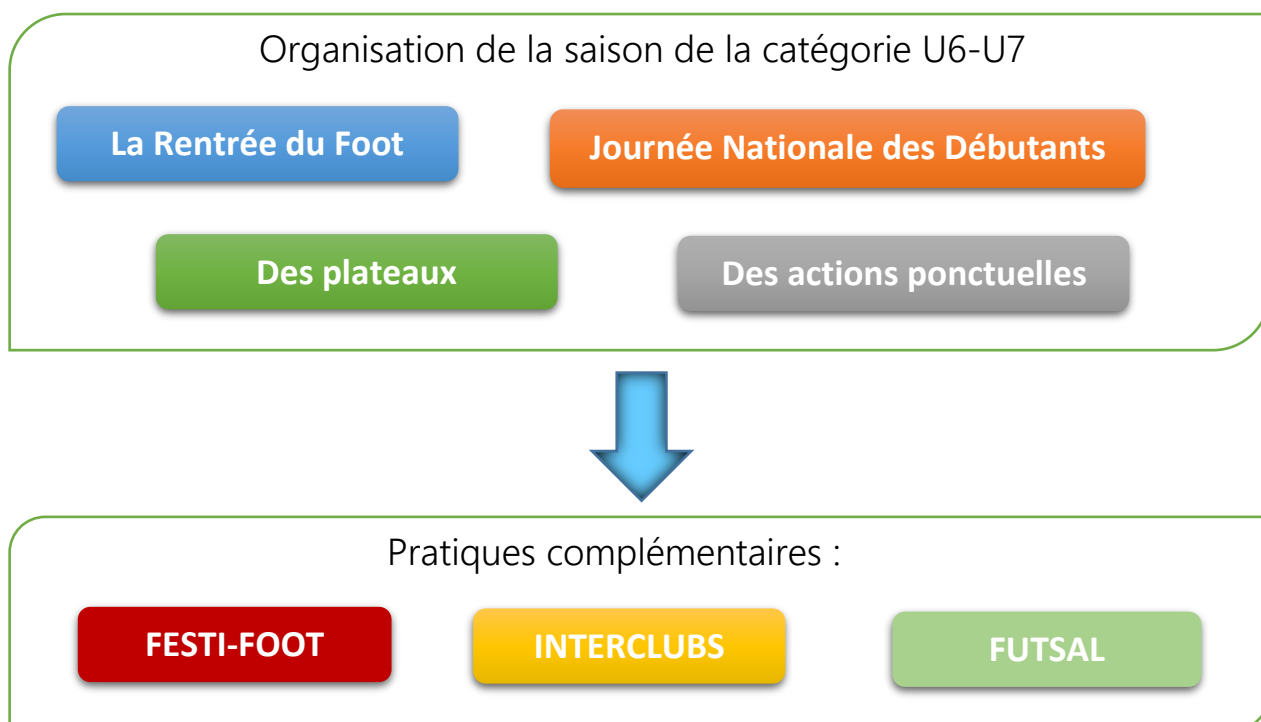 Organisation de la saison de la catégorie U6-U7
La Rentrée du Foot
Journée Nationale des Débutants
Des plateaux
Des actions ponctuelles
Pratiques complémentaires :
FESTI-FOOT
INTERCLUBS
FUTSAL